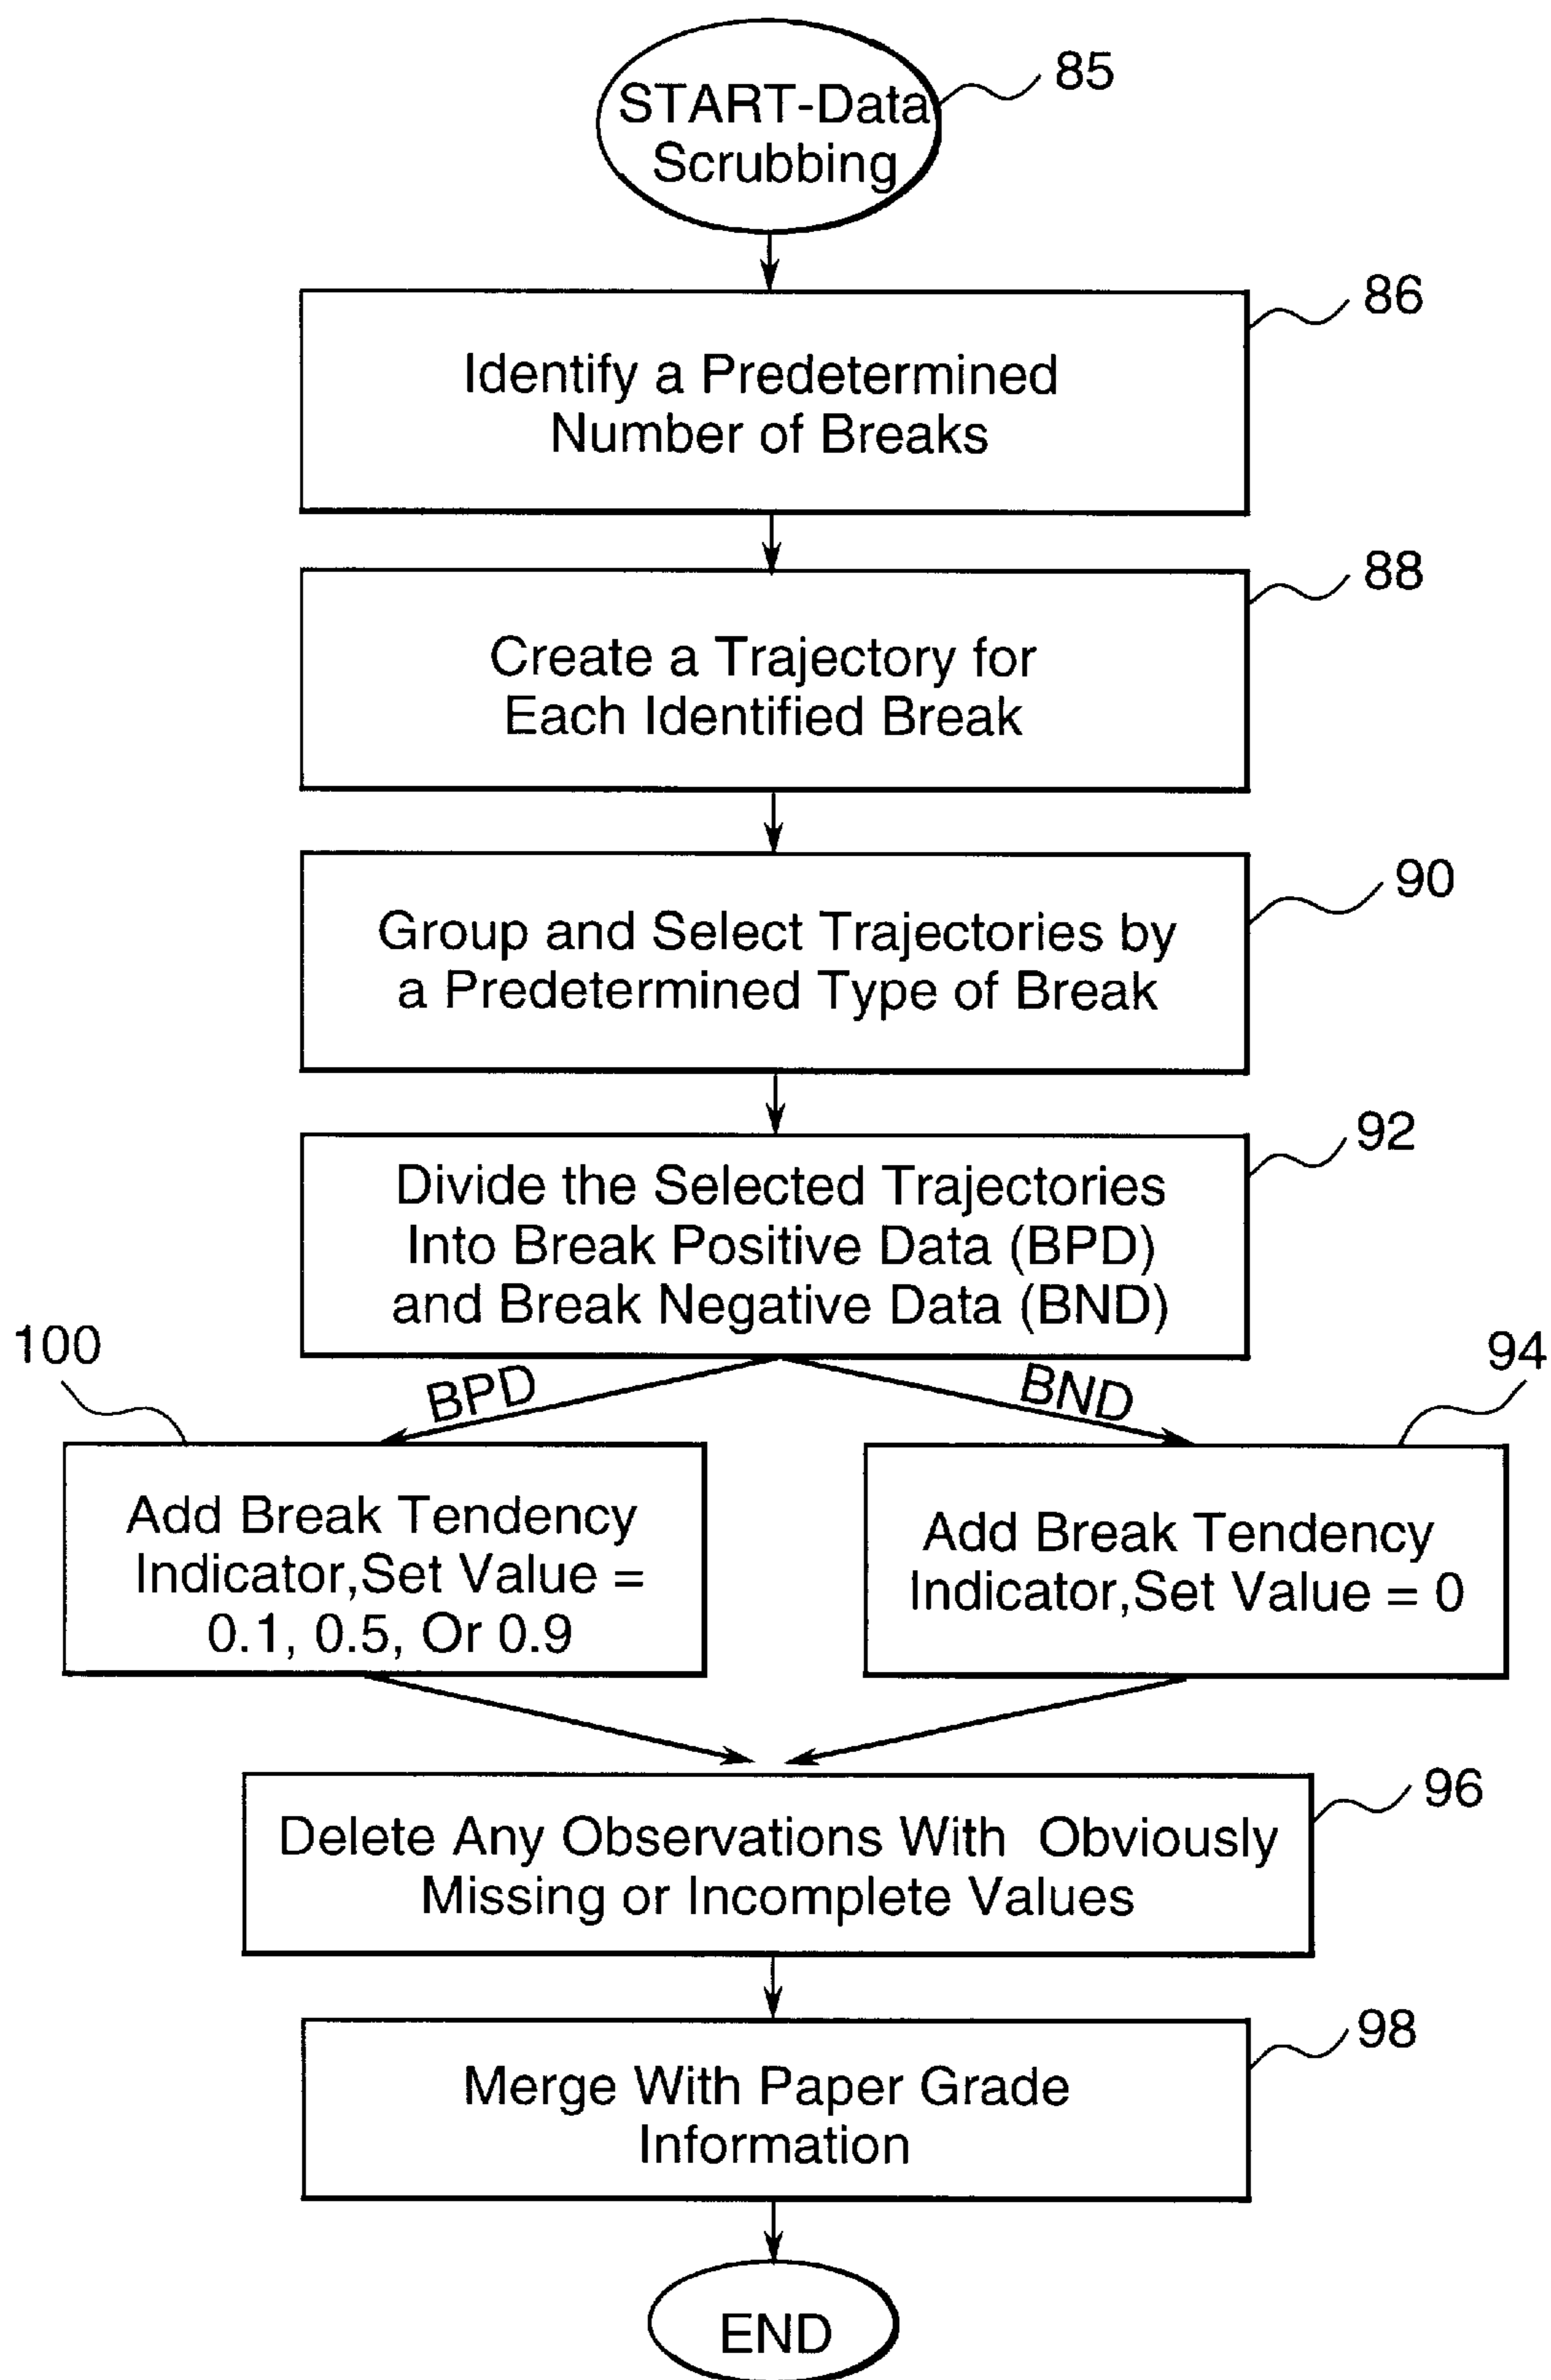 START-Data
Scrubbing
85
Identify a Predetermined
Number of Breaks
86
Create a Trajectory for
Each Identified Break
88
Group and Select Trajectories by
a Predetermined Type of Break
90
Divide the Selected Trajectories
Into Break Positive Data (BPD)
and Break Negative Data (BND)
92
BPD
BND
100
Add Break Tendency
Indicator,Set Value =
0.1, 0.5, Or 0.9
94
Add Break Tendency
Indicator,Set Value = 0
Delete Any Observations With Obviously
Missing or Incomplete Values
96
Merge With Paper Grade
Information
98
END